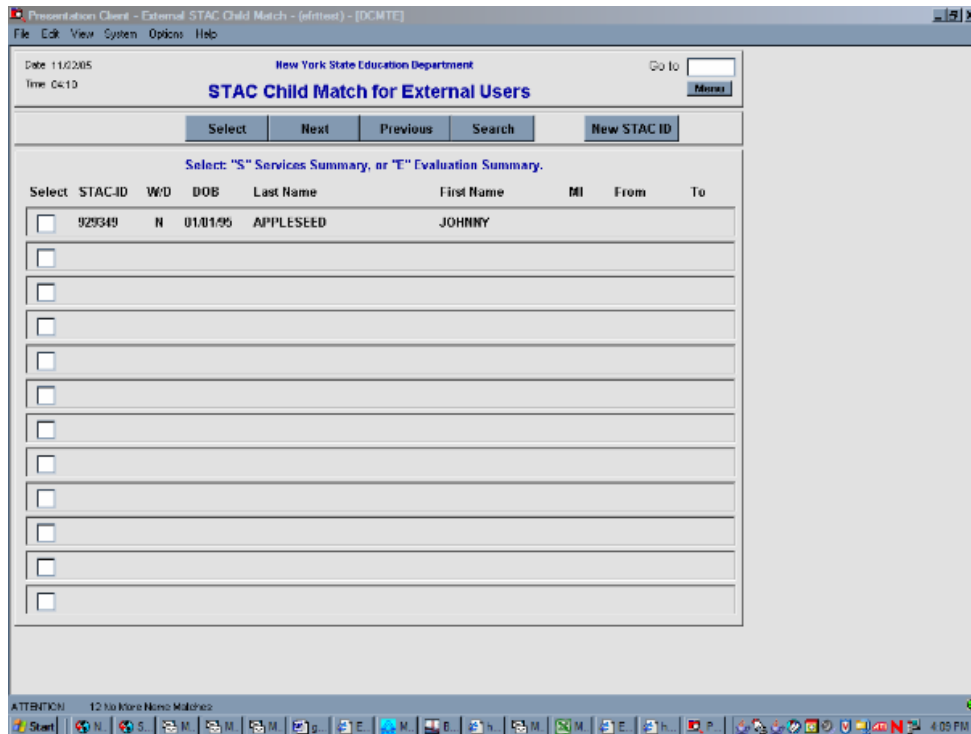 Presentation Client - External STAC Child Match - (efrttest) - [DCMTE]
File Edit View System Options Help
Date 11/22/05 New York State Education Department Go to
Time 04:10 STAC Child Match for External Users Menu
Select Next Previous Search New STAC ID
Select: "S" Services Summary, or "E" Evaluation Summary.
Select STAC-ID W/D DOB Last Name First Name MI From To
929349 N 01/01/95 APPLESEED JOHNNY
ATTENTION 12 No More Name Matches
Start N... S... M... M... M... g... E... M... B... h... M... M... E... h... P... 4:09 PM